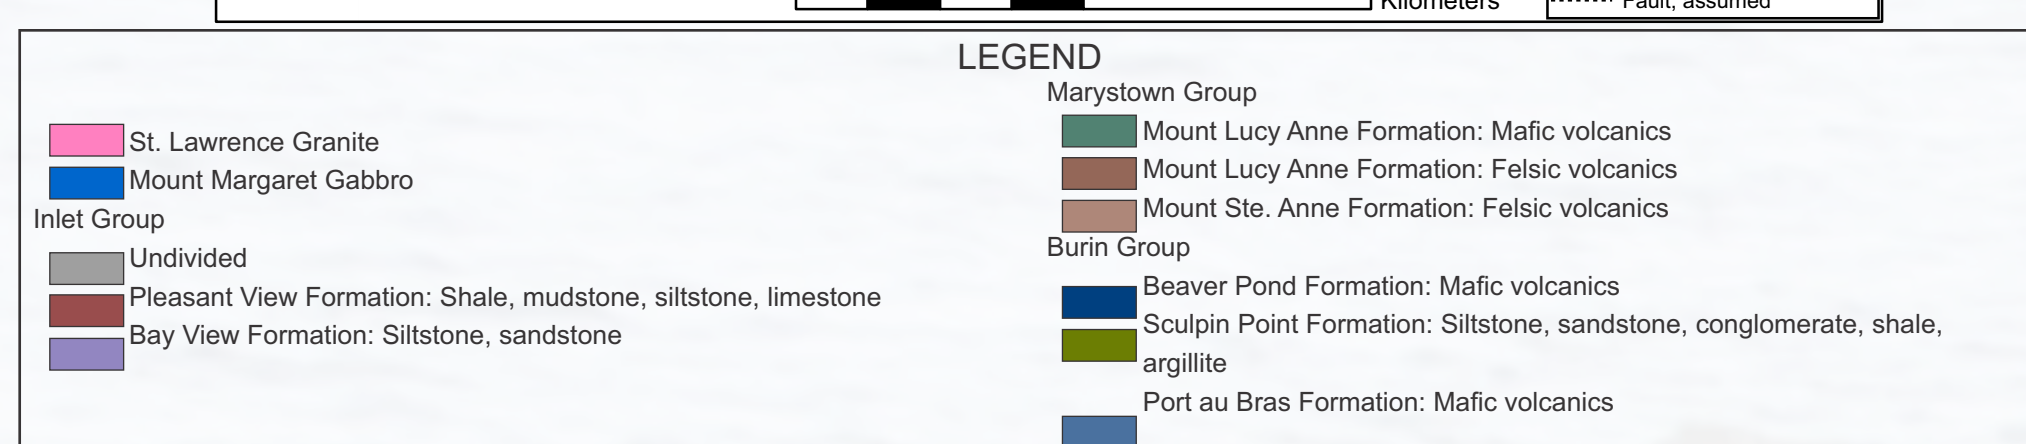 Kilometers
Fault, assumed
LEGEND
St. Lawrence Granite
Mount Margaret Gabbro
Inlet Group
Undivided
Pleasant View Formation: Shale, mudstone, siltstone, limestone
Bay View Formation: Siltstone, sandstone
Marystown Group
Mount Lucy Anne Formation: Mafic volcanics
Mount Lucy Anne Formation: Felsic volcanics
Mount Ste. Anne Formation: Felsic volcanics
Burin Group
Beaver Pond Formation: Mafic volcanics
Sculpin Point Formation: Siltstone, sandstone, conglomerate, shale,
argillite
Port au Bras Formation: Mafic volcanics